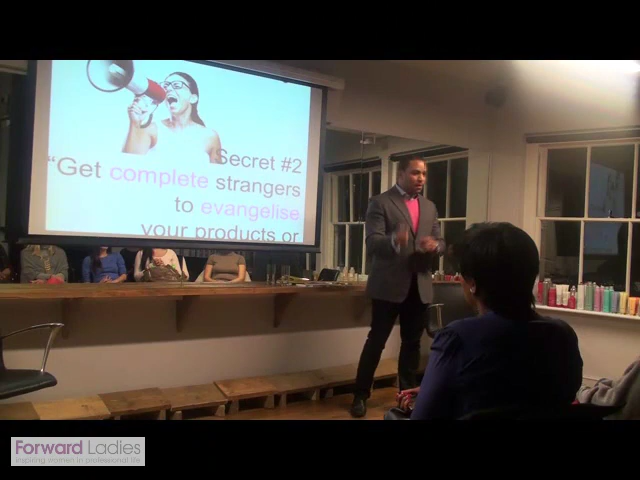 Secret #2
“Get complete strangers
to evangelise
your products or
Forward Ladies
inspiring women in professional life